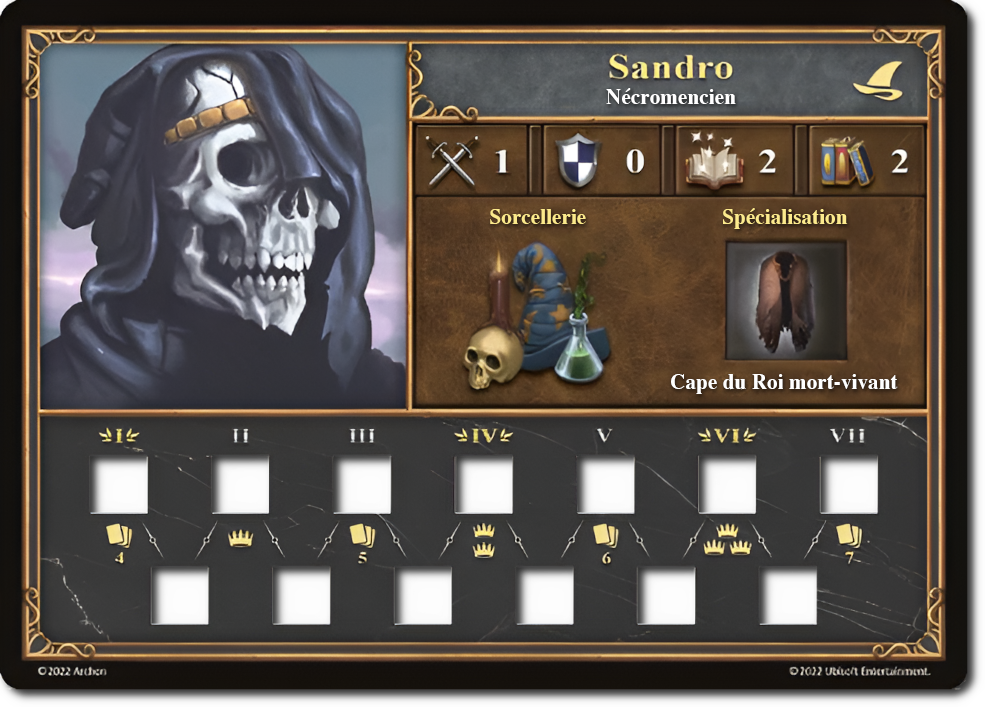 Sandro
Nécromencien
1 0 2 2
Sorcellerie Spécialisation
Cape du Roi mort-vivant
I II III IV V VI VII
4 5 6 7
©2022 Archon ©2022 Ubisoft Entertainment.